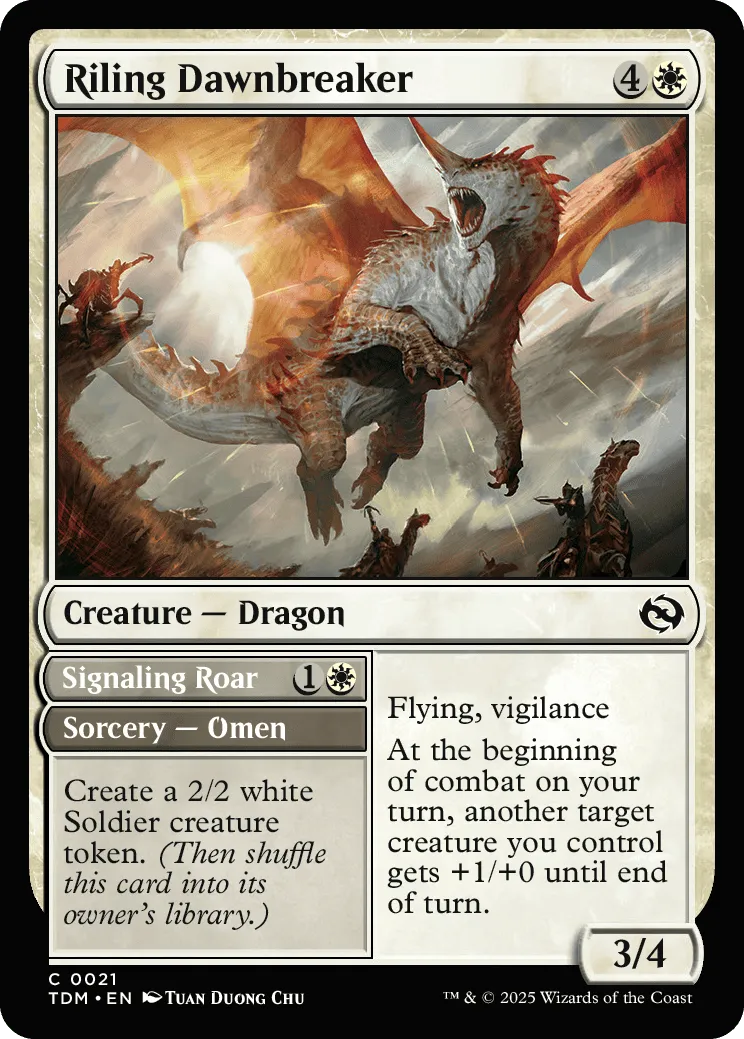 Riling Dawnbreaker 4
Creature — Dragon
Signaling Roar 1
Sorcery — Omen
Create a 2/2 white
Soldier creature
token. (Then shuffle
this card into its
owner's library.)
Flying, vigilance
At the beginning
of combat on your
turn, another target
creature you control
gets +1/+0 until end
of turn.
3/4
C 0021
TDM • EN Tuan Duong Chu
™ & © 2025 Wizards of the Coast